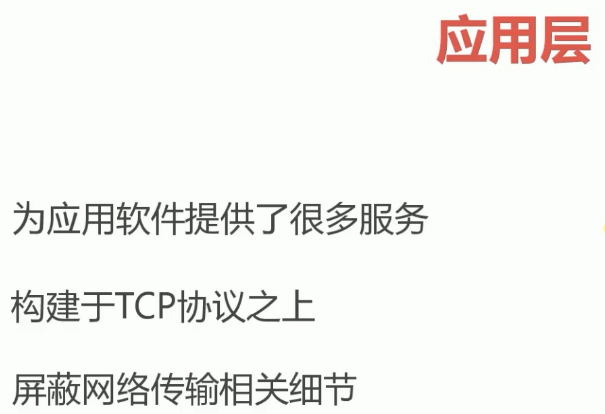 应用层
为应用软件提供了很多服务
构建于TCP协议之上
屏蔽网络传输相关细节